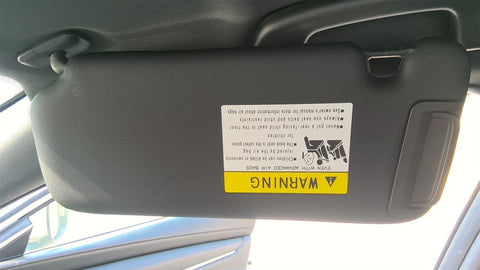 WARNING
EVEN WITH ADVANCED AIR BAGS
•Children can be killed or seriously
injured by the air bag
•The back seat is the safest place
for children
•Never put rear-facing child seat in the front
•Always use seat belts and child restraints
•See owner's manual for more information about air bags